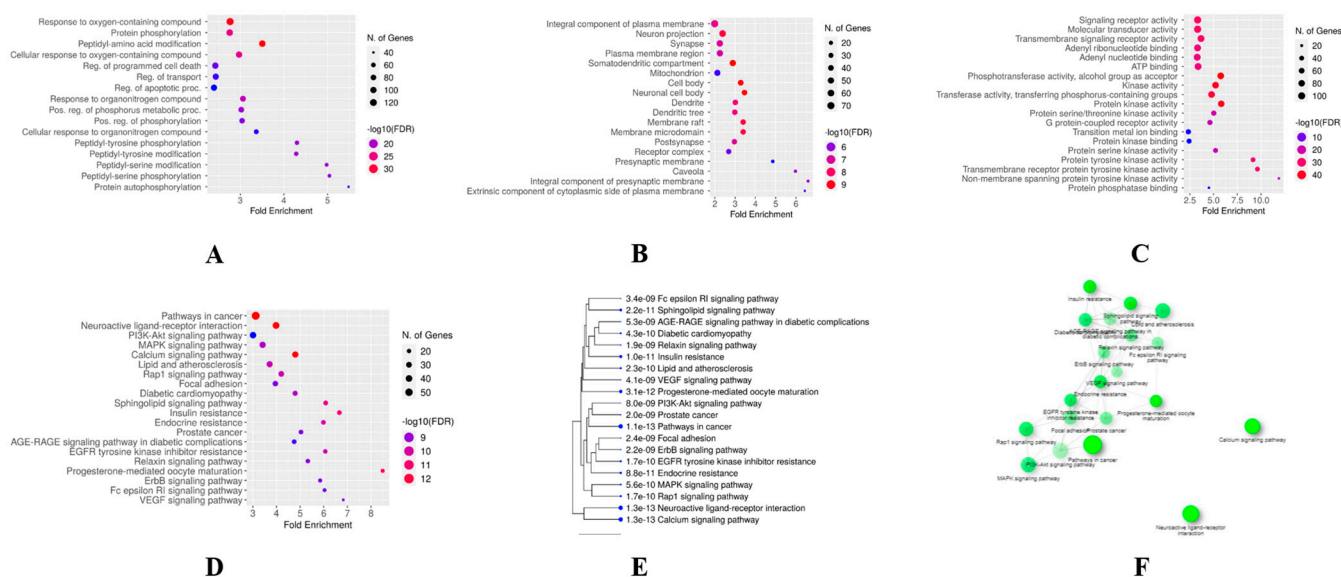 Response to oxygen-containing compound
Protein phosphorylation
Peptidyl-amino acid modification
Cellular response to oxygen-containing compound
Reg. of programmed cell death
Reg. of transport
Reg. of apoptotic proc.
Response to organonitrogen compound
Pos. reg. of phosphorus metabolic proc.
Pos. reg. of phosphorylation
Cellular response to organonitrogen compound
Peptidyl-tyrosine phosphorylation
Peptidyl-tyrosine modification
Peptidyl-serine modification
Peptidyl-serine phosphorylation
Protein autophosphorylation
3 4 5
Fold Enrichment
N. of Genes
40
60
80
100
120
-log10(FDR)
20
25
30
A
Integral component of plasma membrane
Neuron projection
Synapse
Plasma membrane region
Somatodendritic compartment
Mitochondrion
Cell body
Neuronal cell body
Dendrite
Dendritic tree
Membrane raft
Membrane microdomain
Postsynapse
Receptor complex
Presynaptic membrane
Caveola
Integral component of presynaptic membrane
Extrinsic component of cytoplasmic side of plasma membrane
2 3 4 5 6
Fold Enrichment
N. of Genes
20
30
40
50
60
70
-log10(FDR)
6
7
8
9
B
Signaling receptor activity
Molecular transducer activity
Transmembrane signaling receptor activity
Adenyl ribonucleotide binding
Adenyl nucleotide binding
ATP binding
Phosphotransferase activity, alcohol group as acceptor
Kinase activity
Transferase activity, transferring phosphorus-containing groups
Protein kinase activity
Protein serine/threonine kinase activity
G protein-coupled receptor activity
Transition metal ion binding
Protein kinase binding
Protein serine kinase activity
Protein tyrosine kinase activity
Transmembrane receptor protein tyrosine kinase activity
Non-membrane spanning protein tyrosine kinase activity
Protein phosphatase binding
2.5 5.0 7.5 10.0
Fold Enrichment
N. of Genes
20
40
60
80
100
-log10(FDR)
10
20
30
40
C
Pathways in cancer
Neuroactive ligand-receptor interaction
PI3K-Akt signaling pathway
MAPK signaling pathway
Calcium signaling pathway
Lipid and atherosclerosis
Rap1 signaling pathway
Focal adhesion
Diabetic cardiomyopathy
Sphingolipid signaling pathway
Insulin resistance
Endocrine resistance
Prostate cancer
AGE-RAGE signaling pathway in diabetic complications
EGFR tyrosine kinase inhibitor resistance
Relaxin signaling pathway
Progesterone-mediated oocyte maturation
ErbB signaling pathway
Fc epsilon RI signaling pathway
VEGF signaling pathway
3 4 5 6 7 8
Fold Enrichment
N. of Genes
20
30
40
50
-log10(FDR)
9
10
11
12
D
3.4e-09 Fc epsilon RI signaling pathway
2.2e-11 Sphingolipid signaling pathway
5.3e-09 AGE-RAGE signaling pathway in diabetic complications
4.3e-10 Diabetic cardiomyopathy
1.9e-09 Relaxin signaling pathway
1.0e-11 Insulin resistance
2.3e-10 Lipid and atherosclerosis
4.1e-09 VEGF signaling pathway
3.1e-12 Progesterone-mediated oocyte maturation
8.0e-09 PI3K-Akt signaling pathway
2.0e-09 Prostate cancer
1.1e-13 Pathways in cancer
2.4e-09 Focal adhesion
2.2e-09 ErbB signaling pathway
1.7e-10 EGFR tyrosine kinase inhibitor resistance
8.8e-11 Endocrine resistance
5.6e-10 MAPK signaling pathway
1.7e-10 Rap1 signaling pathway
1.3e-13 Neuroactive ligand-receptor interaction
1.3e-13 Calcium signaling pathway
E
Insulin resistance
Sphingolipid signaling
pathway
Lipid and atherosclerosis
AGE-RAGE signaling pathway in
diabetic complications
Relaxin signaling pathway
Fc epsilon RI signaling
pathway
ErbB signaling pathway
VEGF signaling pathway
Endocrine resistance
EGFR tyrosine kinase
inhibitor resistance
Progesterone-mediated oocyte
maturation
Rap1 signaling pathway
Focal adhesion
Prostate cancer
Calcium signaling pathway
Pathways in cancer
PI3K-Akt signaling pathway
MAPK signaling pathway
Neuroactive ligand-receptor
interaction
F